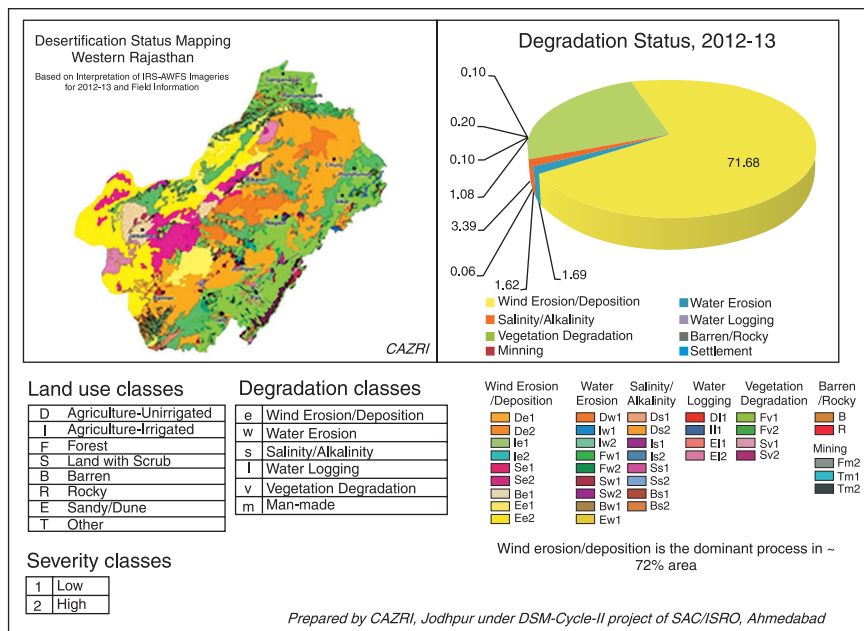 Desertification Status Mapping
Western Rajasthan
Based on Interpretation of IRS-AWFS Imageries
for 2012-13 and Field Information
CAZRI
Degradation Status, 2012-13
0.10
0.20
0.10
1.08
3.39
0.06
1.62
1.69
71.68
Wind Erosion/Deposition
Water Erosion
Salinity/Alkalinity
Water Logging
Vegetation Degradation
Barren/Rocky
Minning
Settlement
Land use classes
D Agriculture-Unirrigated
I Agriculture-Irrigated
F Forest
S Land with Scrub
B Barren
R Rocky
E Sandy/Dune
T Other
Severity classes
1 Low
2 High
Degradation classes
e Wind Erosion/Deposition
w Water Erosion
s Salinity/Alkalinity
l Water Logging
v Vegetation Degradation
m Man-made
Wind Erosion
/Deposition
De1
De2
Ie1
Ie2
Se1
Se2
Be1
Ee1
Ee2
Water
Erosion
Dw1
Iw1
Iw2
Fw1
Fw2
Sw1
Sw2
Bw1
Ew1
Salinity/
Alkalinity
Ds1
Ds2
Is1
Is2
Ss1
Ss2
Bs1
Bs2
Water
Logging
Dl1
Il1
El1
El2
Vegetation
Degradation
Fv1
Fv2
Sv1
Sv2
Barren
/Rocky
B
R
Mining
Fm2
Tm1
Tm2
Wind erosion/deposition is the dominant process in ~
72% area
Prepared by CAZRI, Jodhpur under DSM-Cycle-II project of SAC/ISRO, Ahmedabad